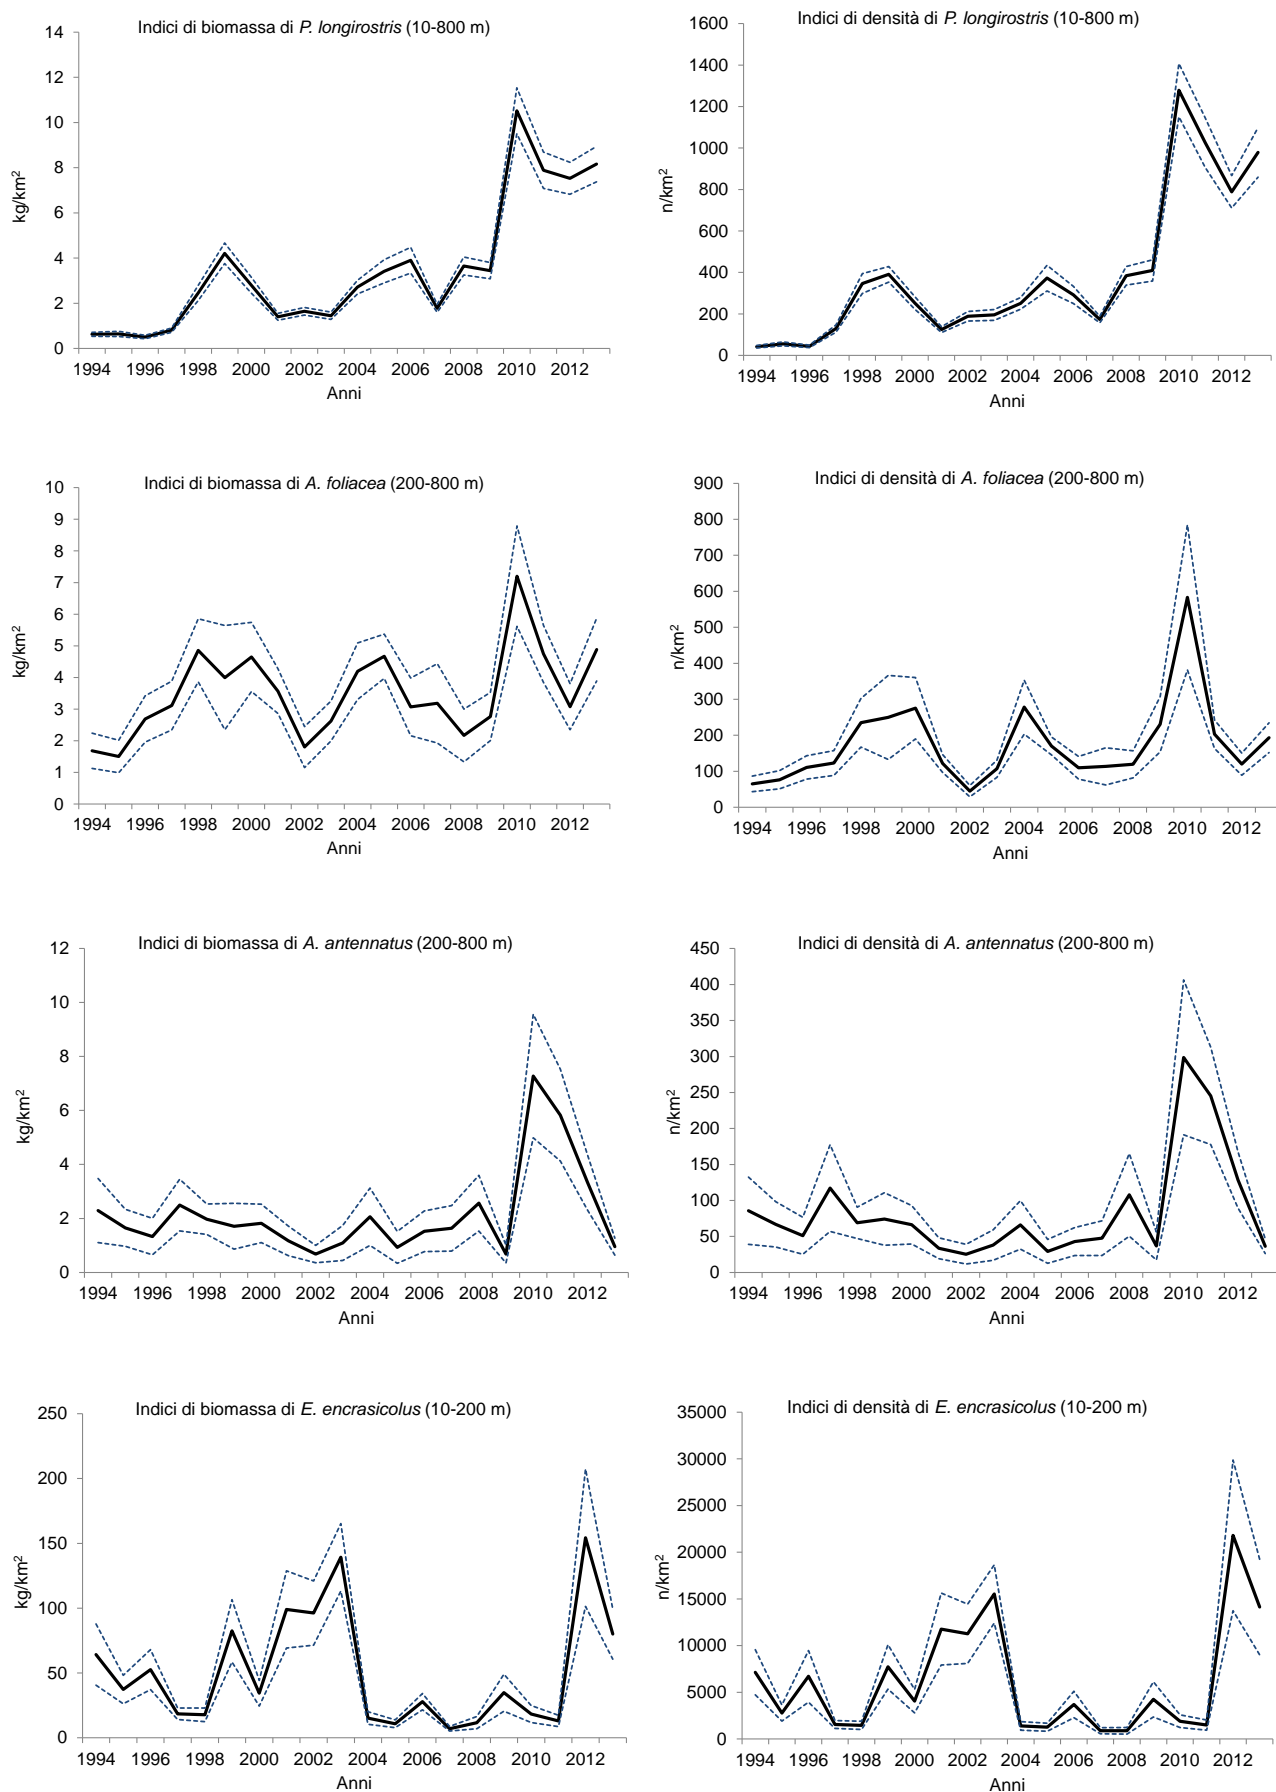 Indici di biomassa di P. longirostris (10-800 m)
14
12
10
8
6
4
2
0
kg/km²
1994 1996 1998 2000 2002 2004 2006 2008 2010 2012
Anni
Indici di densità di P. longirostris (10-800 m)
1600
1400
1200
1000
800
600
400
200
0
n/km²
1994 1996 1998 2000 2002 2004 2006 2008 2010 2012
Anni
Indici di biomassa di A. foliacea (200-800 m)
10
9
8
7
6
5
4
3
2
1
0
kg/km²
1994 1996 1998 2000 2002 2004 2006 2008 2010 2012
Anni
Indici di densità di A. foliacea (200-800 m)
900
800
700
600
500
400
300
200
100
0
n/km²
1994 1996 1998 2000 2002 2004 2006 2008 2010 2012
Anni
Indici di biomassa di A. antennatus (200-800 m)
12
10
8
6
4
2
0
kg/km²
1994 1996 1998 2000 2002 2004 2006 2008 2010 2012
Anni
Indici di densità di A. antennatus (200-800 m)
450
400
350
300
250
200
150
100
50
0
n/km²
1994 1996 1998 2000 2002 2004 2006 2008 2010 2012
Anni
Indici di biomassa di E. encrasicolus (10-200 m)
250
200
150
100
50
0
kg/km²
1994 1996 1998 2000 2002 2004 2006 2008 2010 2012
Anni
Indici di densità di E. encrasicolus (10-200 m)
35000
30000
25000
20000
15000
10000
5000
0
n/km²
1994 1996 1998 2000 2002 2004 2006 2008 2010 2012
Anni